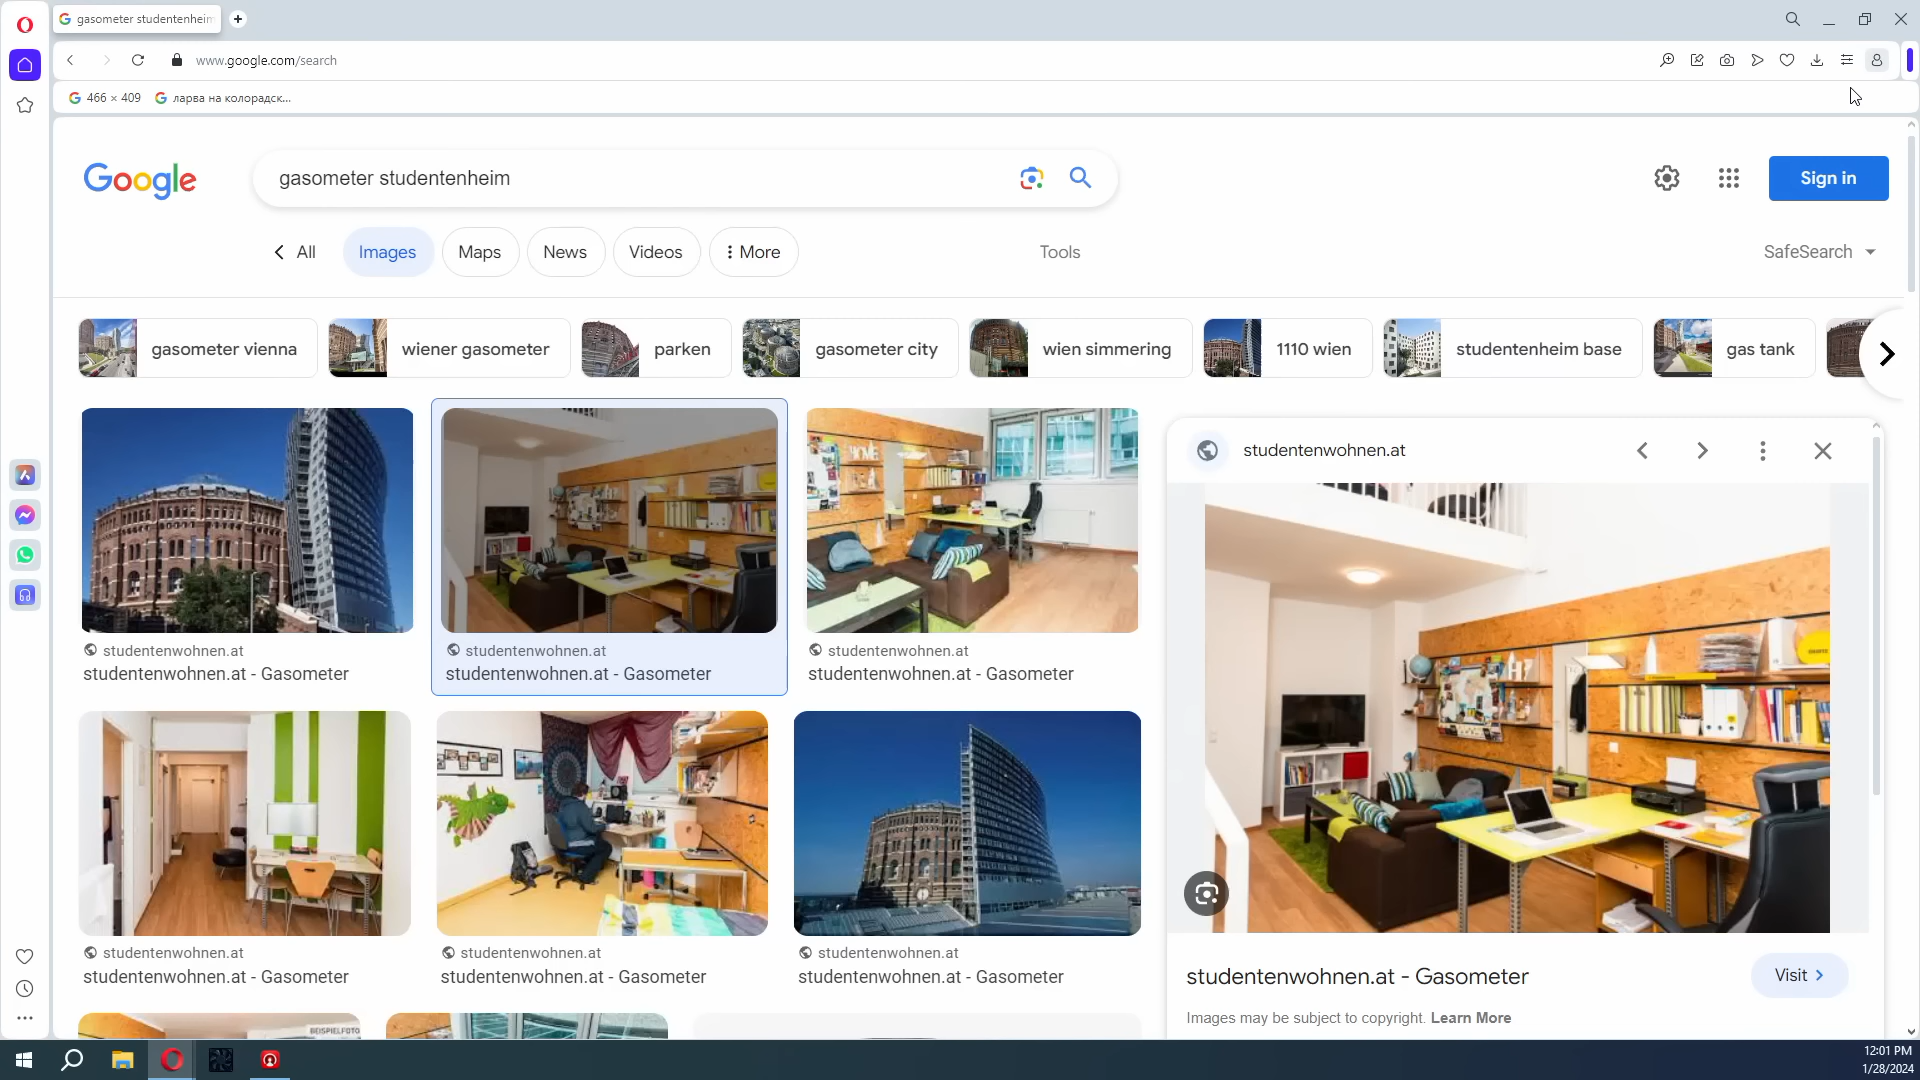 gasometer studentenheim
www.google.com/search
466 × 409
ларва на колорадск...
Google
gasometer studentenheim
Sign in
All
Images
Maps
News
Videos
More
Tools
SafeSearch
gasometer vienna
wiener gasometer
parken
gasometer city
wien simmering
1110 wien
studentenheim base
gas tank
studentenwohnen.at
studentenwohnen.at - Gasometer
studentenwohnen.at
studentenwohnen.at - Gasometer
studentenwohnen.at
studentenwohnen.at - Gasometer
studentenwohnen.at
studentenwohnen.at - Gasometer
studentenwohnen.at
studentenwohnen.at - Gasometer
studentenwohnen.at
studentenwohnen.at - Gasometer
BEISPIELFOTO
studentenwohnen.at
studentenwohnen.at - Gasometer
Visit
Images may be subject to copyright. Learn More
12:01 PM
1/28/2024